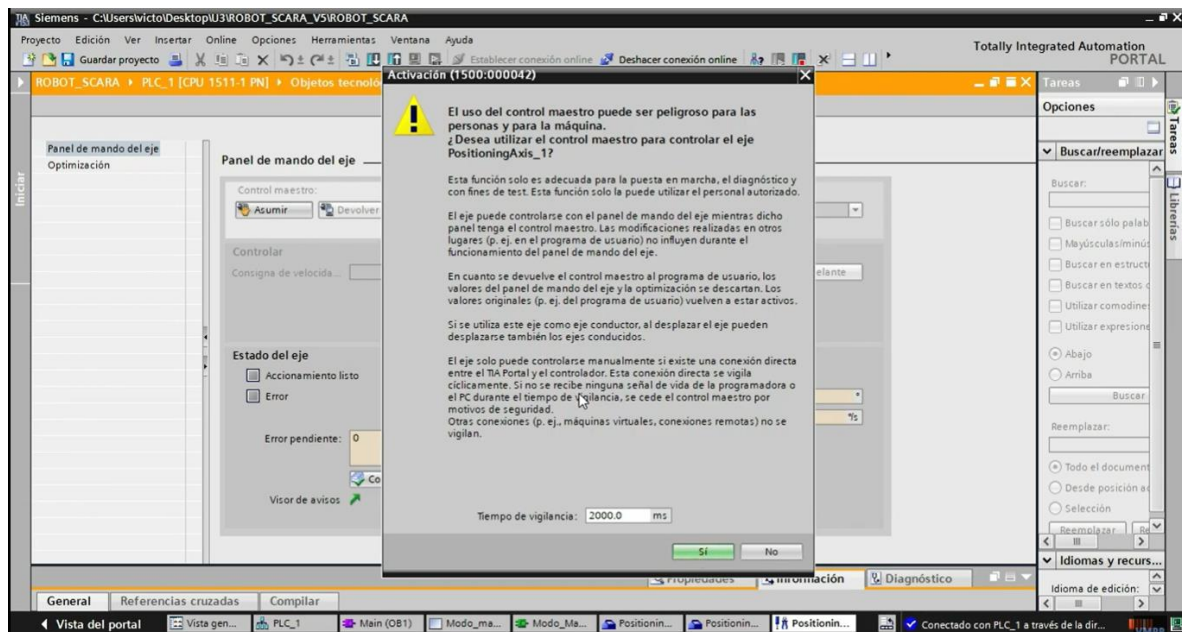 Siemens - C:\Users\victo\Desktop\U3\ROBOT_SCARA_V5\ROBOT_SCARA
Proyecto Edición Ver Insertar Online Opciones Herramientas Ventana Ayuda
Totally Integrated Automation
PORTAL
Guardar proyecto Establecer conexión online Deshacer conexión online
ROBOT_SCARA PLC_1 [CPU 1511-1 PN] Objetos tecnoló
Tareas
Opciones
Panel de mando del eje
Optimización
Iniciar
Panel de mando del eje
Control maestro:
Asumir Devolver
Controlar
Consigna de velocida...
elante
Estado del eje
Accionamiento listo
Error
Error pendiente: 0
Co
Visor de avisos
°
°/s
Activación (1500:000042)
El uso del control maestro puede ser peligroso para las
personas y para la máquina.
¿Desea utilizar el control maestro para controlar el eje
PositioningAxis_1?
Esta función solo es adecuada para la puesta en marcha, el diagnóstico y
con fines de test. Esta función solo la puede utilizar el personal autorizado.
El eje puede controlarse con el panel de mando del eje mientras dicho
panel tenga el control maestro. Las modificaciones realizadas en otros
lugares (p. ej. en el programa de usuario) no influyen durante el
funcionamiento del panel de mando del eje.
En cuanto se devuelve el control maestro al programa de usuario, los
valores del panel de mando del eje y la optimización se descartan. Los
valores originales (p. ej. del programa de usuario) vuelven a estar activos.
Si se utiliza este eje como eje conductor, al desplazar el eje pueden
desplazarse también los ejes conducidos.
El eje solo puede controlarse manualmente si existe una conexión directa
entre el TIA Portal y el controlador. Esta conexión directa se vigila
cíclicamente. Si no se recibe ninguna señal de vida de la programadora o
el PC durante el tiempo de vigilancia, se cede el control maestro por
motivos de seguridad.
Otras conexiones (p. ej., máquinas virtuales, conexiones remotas) no se
vigilan.
Tiempo de vigilancia: 2000.0 ms
Sí No
Buscar/reemplazar
Buscar:
Buscar sólo palab
Mayúsculas/minús
Buscar en estructu
Buscar en textos o
Utilizar comodines
Utilizar expresione
Abajo
Arriba
Buscar
Reemplazar:
Todo el document
Desde posición ac
Selección
Reemplazar Re
Idiomas y recurs...
Idioma de edición:
Tareas
Librerías
Propiedades Información Diagnóstico
General Referencias cruzadas Compilar
Vista del portal Vista gen... PLC_1 Main (OB1) Modo_ma... Modo_Ma... Positionin... Positionin... Positionin... Conectado con PLC_1 a través de la dir...